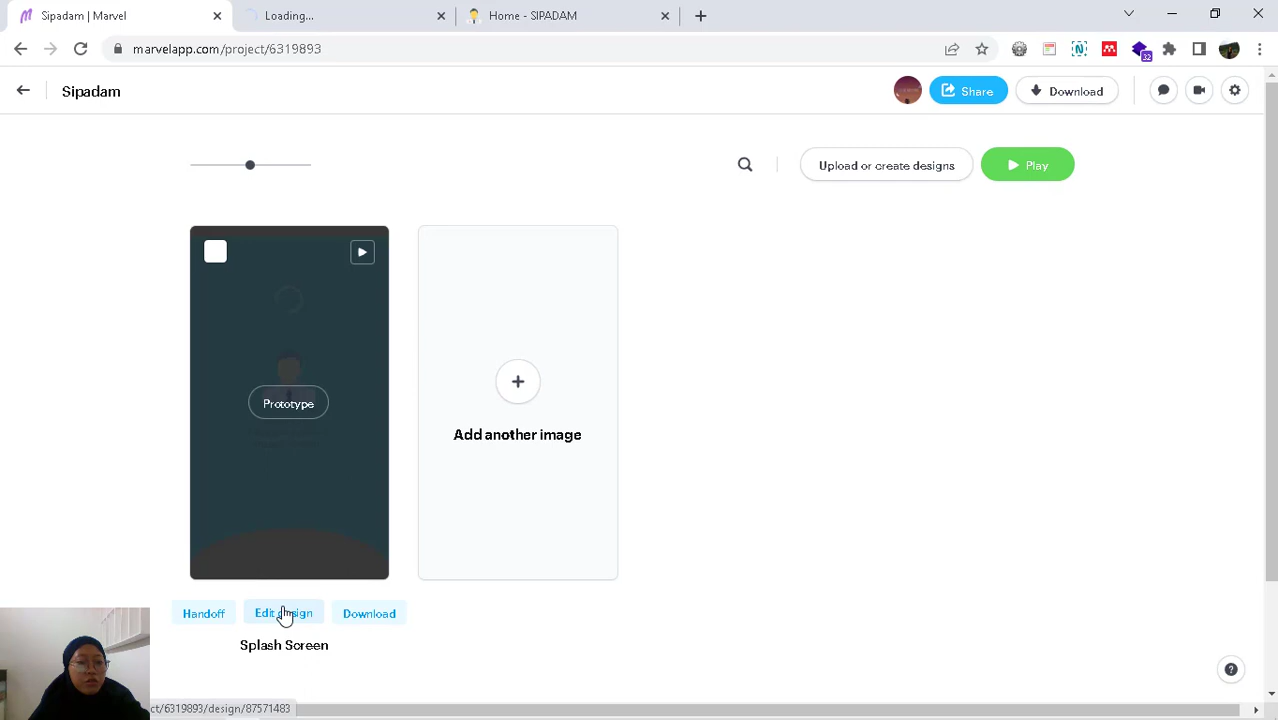 Sipadam | Marvel
Loading...
Home - SIPADAM
marvelapp.com/project/6319893
32
Sipadam
Share
Download
Upload or create designs
Play
Prototype
Add another image
Handoff
Edit design
Download
Splash Screen
ct/6319893/design/87571483